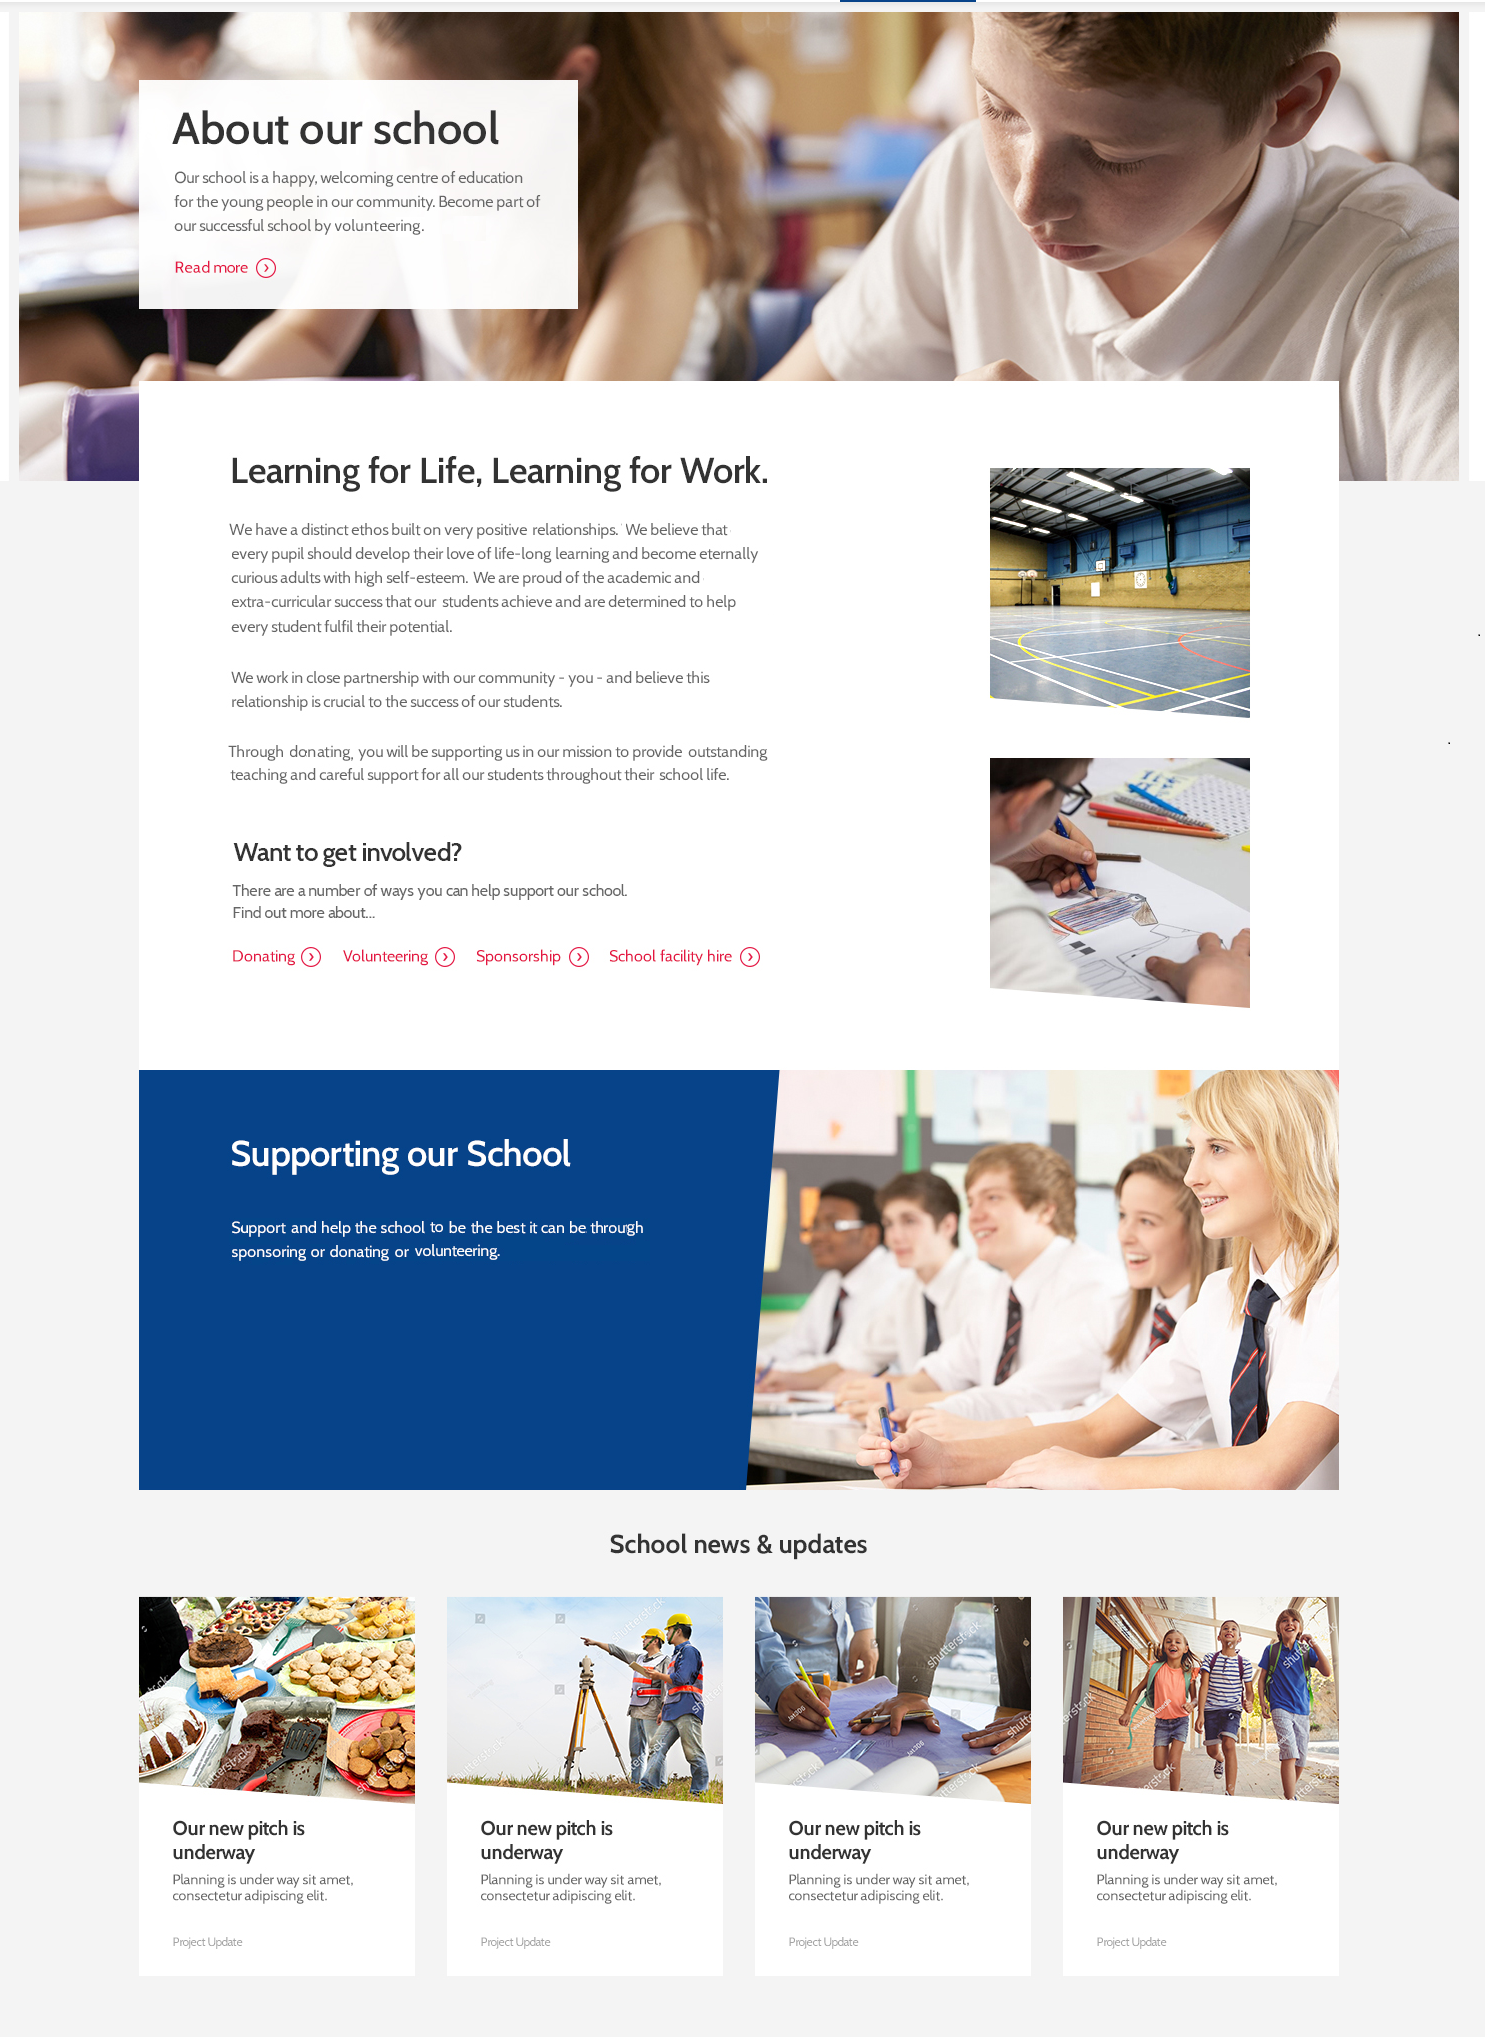 About our school
Our school is a happy, welcoming centre of education
for the young people in our community. Become part of
our successful school by volunteering.
Read more
Learning for Life, Learning for Work.
We have a distinct ethos built on very positive relationships. We believe that
every pupil should develop their love of life-long learning and become eternally
curious adults with high self-esteem. We are proud of the academic and
extra-curricular success that our students achieve and are determined to help
every student fulfil their potential.
We work in close partnership with our community - you - and believe this
relationship is crucial to the success of our students.
Through donating, you will be supporting us in our mission to provide outstanding
teaching and careful support for all our students throughout their school life.
Want to get involved?
There are a number of ways you can help support our school.
Find out more about...
Donating Volunteering Sponsorship School facility hire
Supporting our School
Support and help the school to be the best it can be through
sponsoring or donating or volunteering.
School news & updates
shutterstock
shutterstock
shutterstock
shutterstock
Our new pitch is
underway
Planning is under way sit amet,
consectetur adipiscing elit.
Project Update
Our new pitch is
underway
Planning is under way sit amet,
consectetur adipiscing elit.
Project Update
Our new pitch is
underway
Planning is under way sit amet,
consectetur adipiscing elit.
Project Update
Our new pitch is
underway
Planning is under way sit amet,
consectetur adipiscing elit.
Project Update